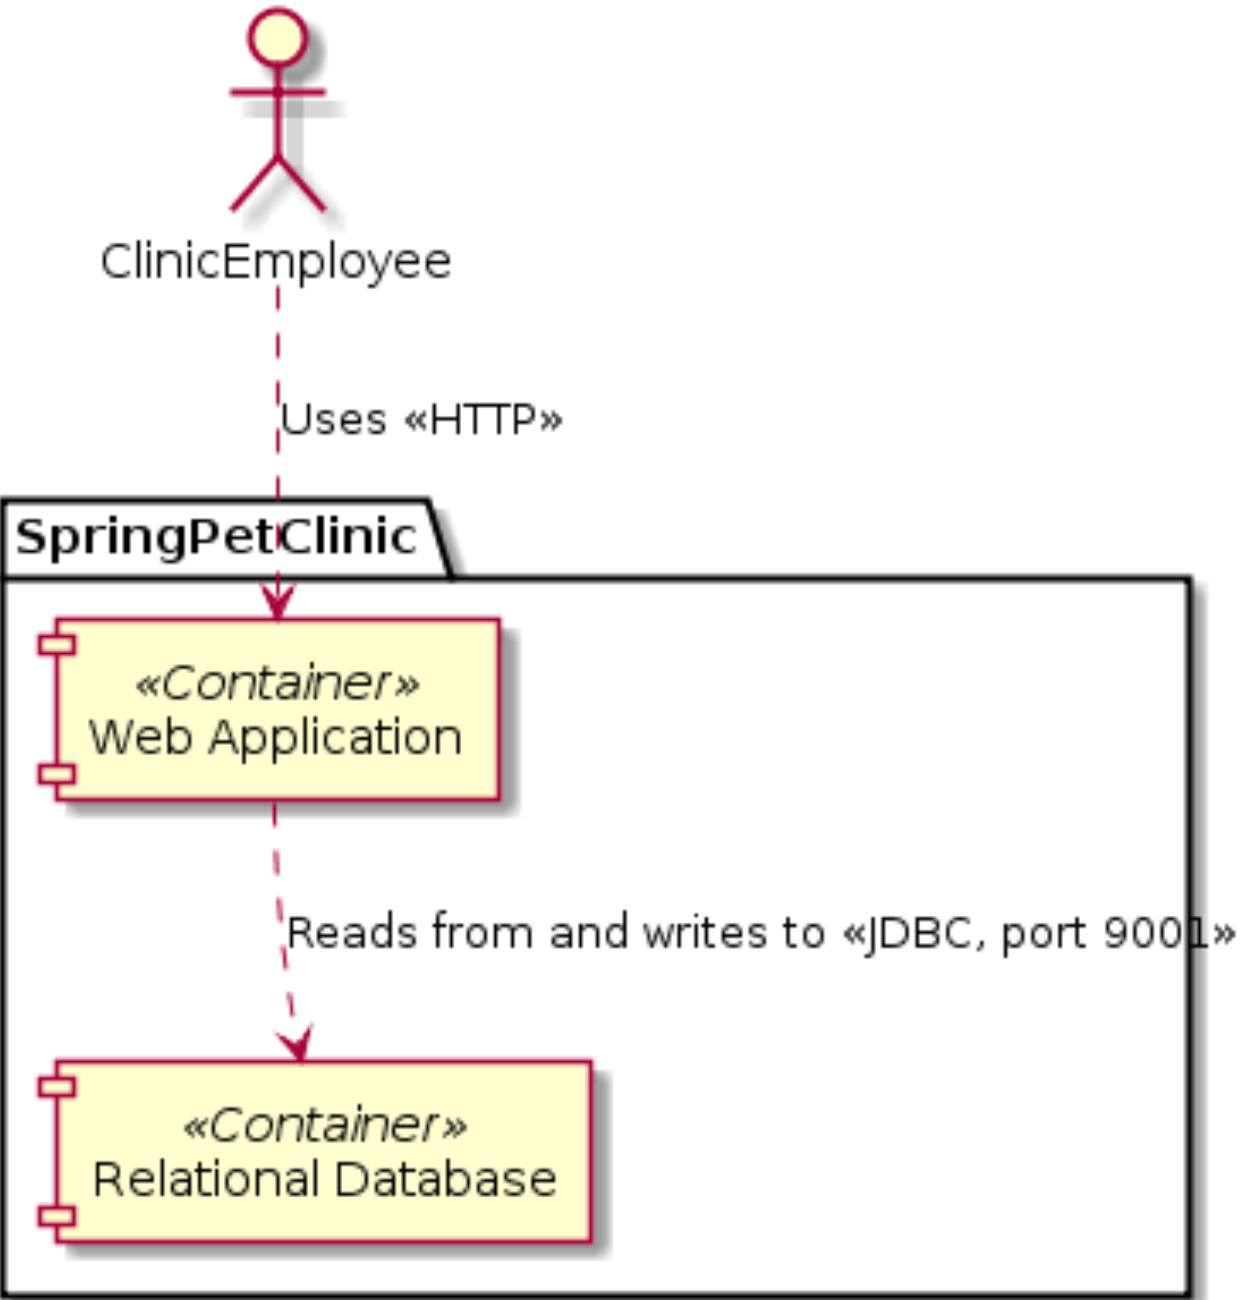 ClinicEmployee
Uses «HTTP»
SpringPetClinic
«Container»
Web Application
Reads from and writes to «JDBC, port 9001»
«Container»
Relational Database